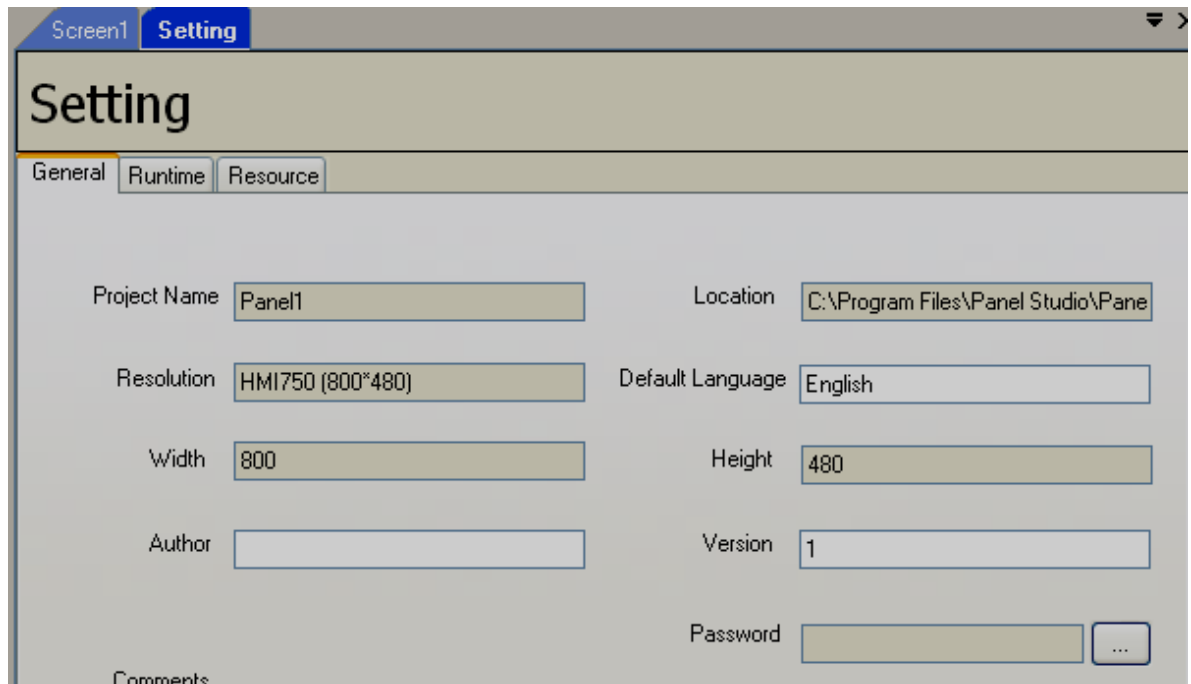 Screen1 Setting
Setting
General Runtime Resource
Project Name Panel1 Location C:\Program Files\Panel Studio\Pane
Resolution HMI750 (800*480) Default Language English
Width 800 Height 480
Author Version 1
Password ...
Comments